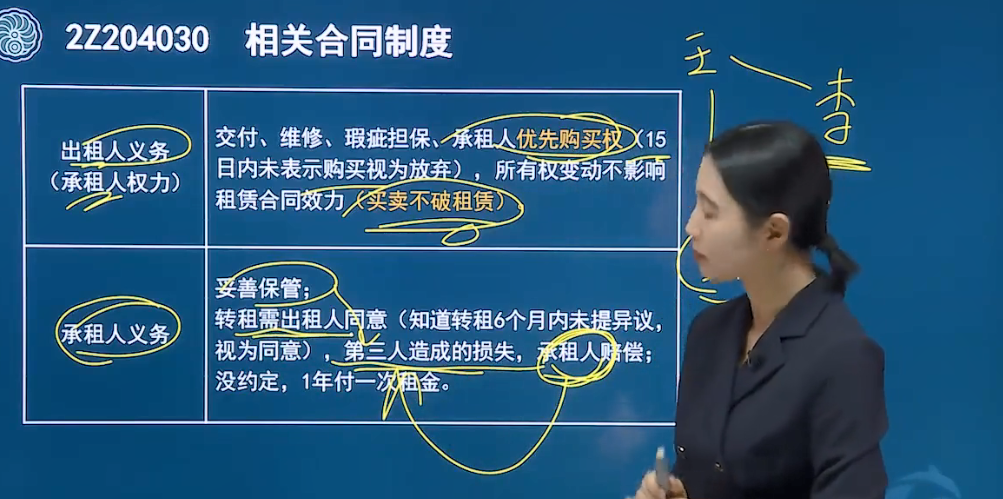 2Z204030 相关合同制度
王
李
出租人义务
（承租人权力）
交付、维修、瑕疵担保、承租人优先购买权（15
日内未表示购买视为放弃），所有权变动不影响
租赁合同效力（买卖不破租赁）
承租人义务
妥善保管；
转租需出租人同意（知道转租6个月内未提异议，
视为同意），第三人造成的损失，承租人赔偿；
没约定，1年付一次租金。